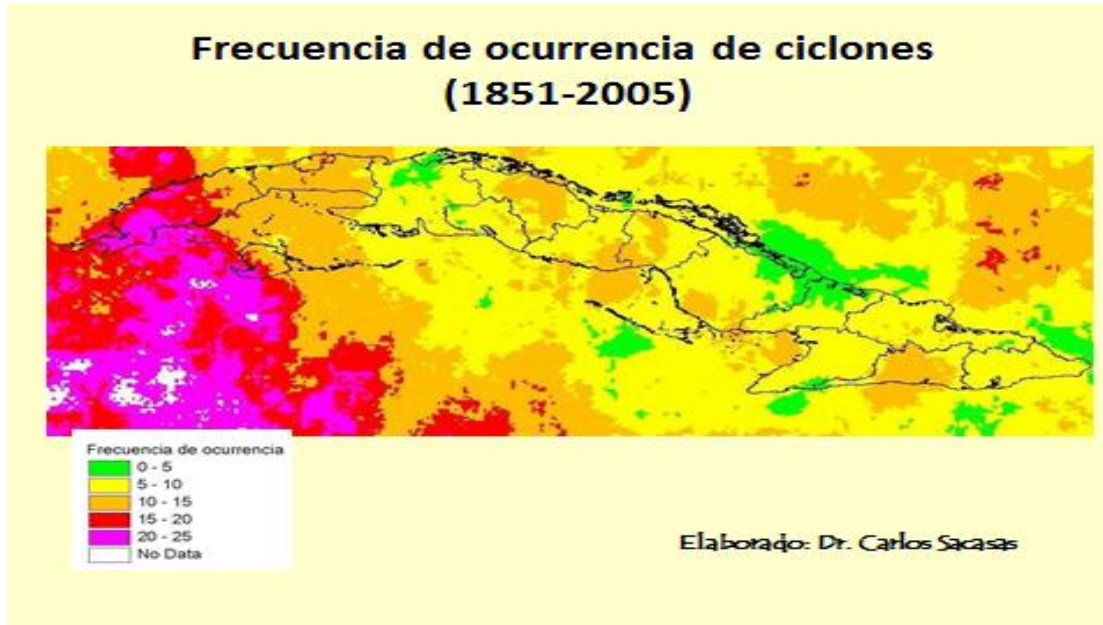 Frecuencia de ocurrencia de ciclones
(1851-2005)
Frecuencia de ocurrencia
0 - 5
5 - 10
10 - 15
15 - 20
20 - 25
No Data
Elaborado: Dr. Carlos Sacasas